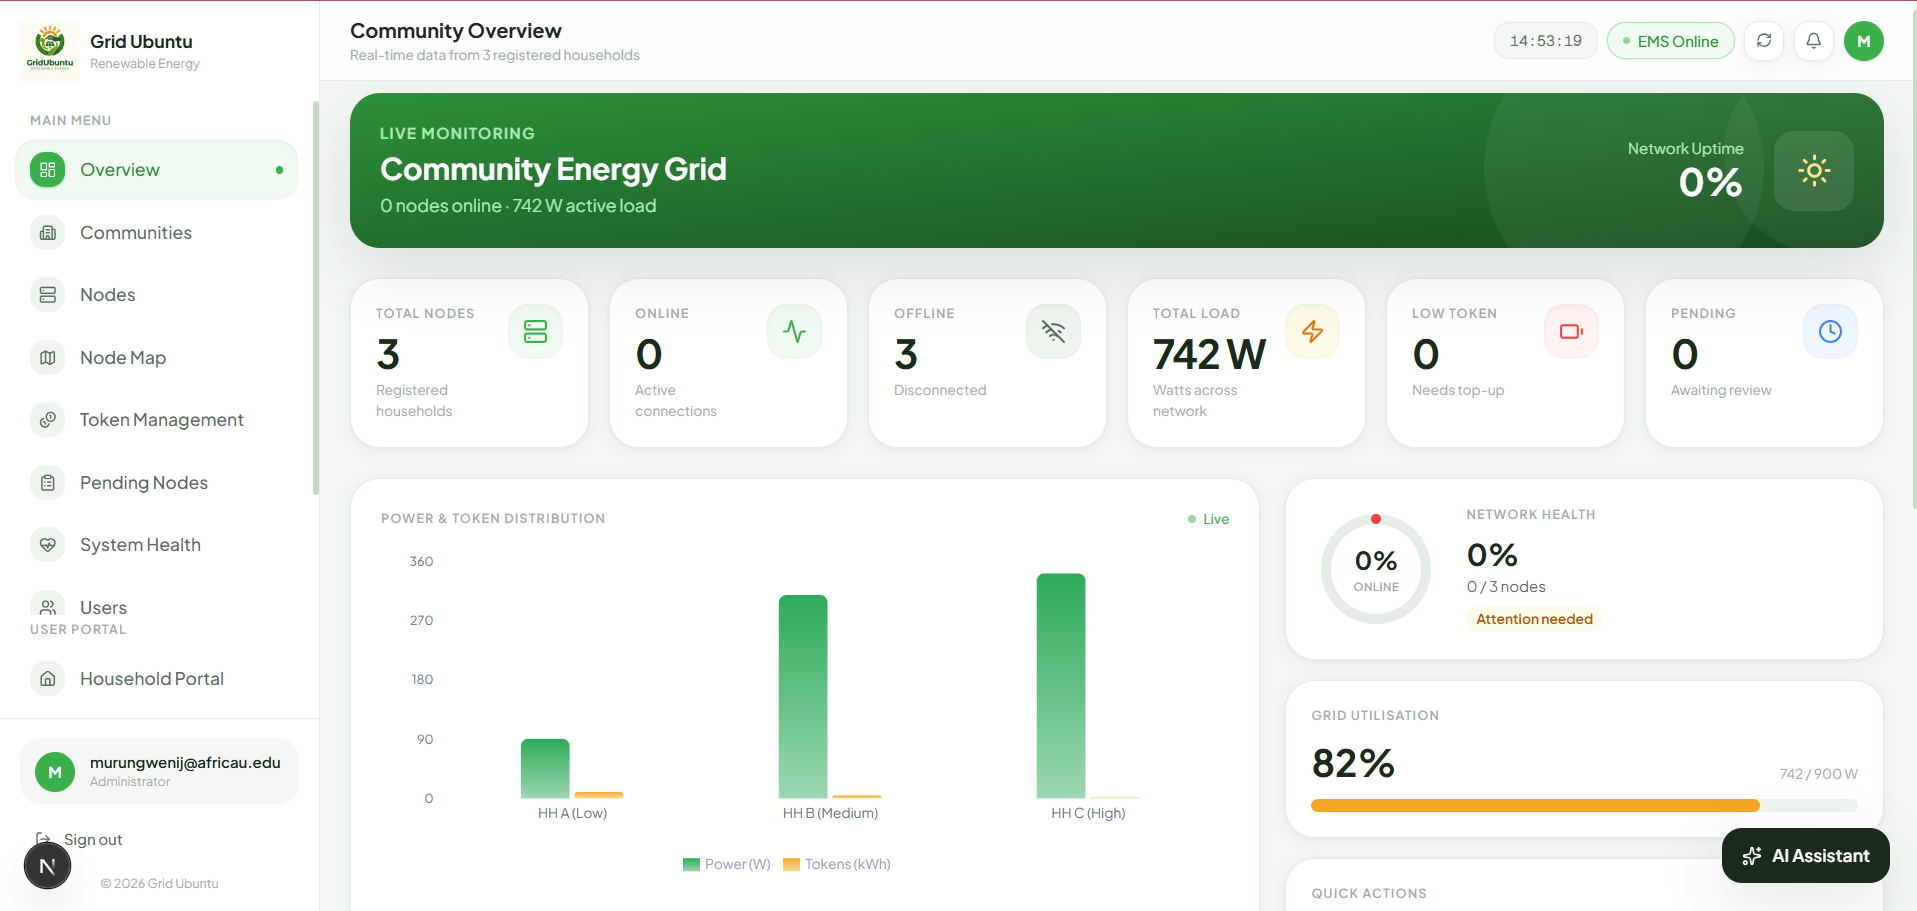 GridUbuntu
Grid Ubuntu
Renewable Energy
MAIN MENU
Overview
Communities
Nodes
Node Map
Token Management
Pending Nodes
System Health
Users
USER PORTAL
Household Portal
M
murungwenij@africau.edu
Administrator
Sign out
N
© 2026 Grid Ubuntu
Community Overview
Real-time data from 3 registered households
14:53:19
EMS Online
M
LIVE MONITORING
Community Energy Grid
0 nodes online · 742 W active load
Network Uptime
0%
TOTAL NODES
3
Registered
households
ONLINE
0
Active
connections
OFFLINE
3
Disconnected
TOTAL LOAD
742 W
Watts across
network
LOW TOKEN
0
Needs top-up
PENDING
0
Awaiting review
POWER & TOKEN DISTRIBUTION
Live
360
270
180
90
0
HH A (Low)
HH B (Medium)
HH C (High)
Power (W)
Tokens (kWh)
0%
ONLINE
NETWORK HEALTH
0%
0 / 3 nodes
Attention needed
GRID UTILISATION
82%
742 / 900 W
AI Assistant
QUICK ACTIONS